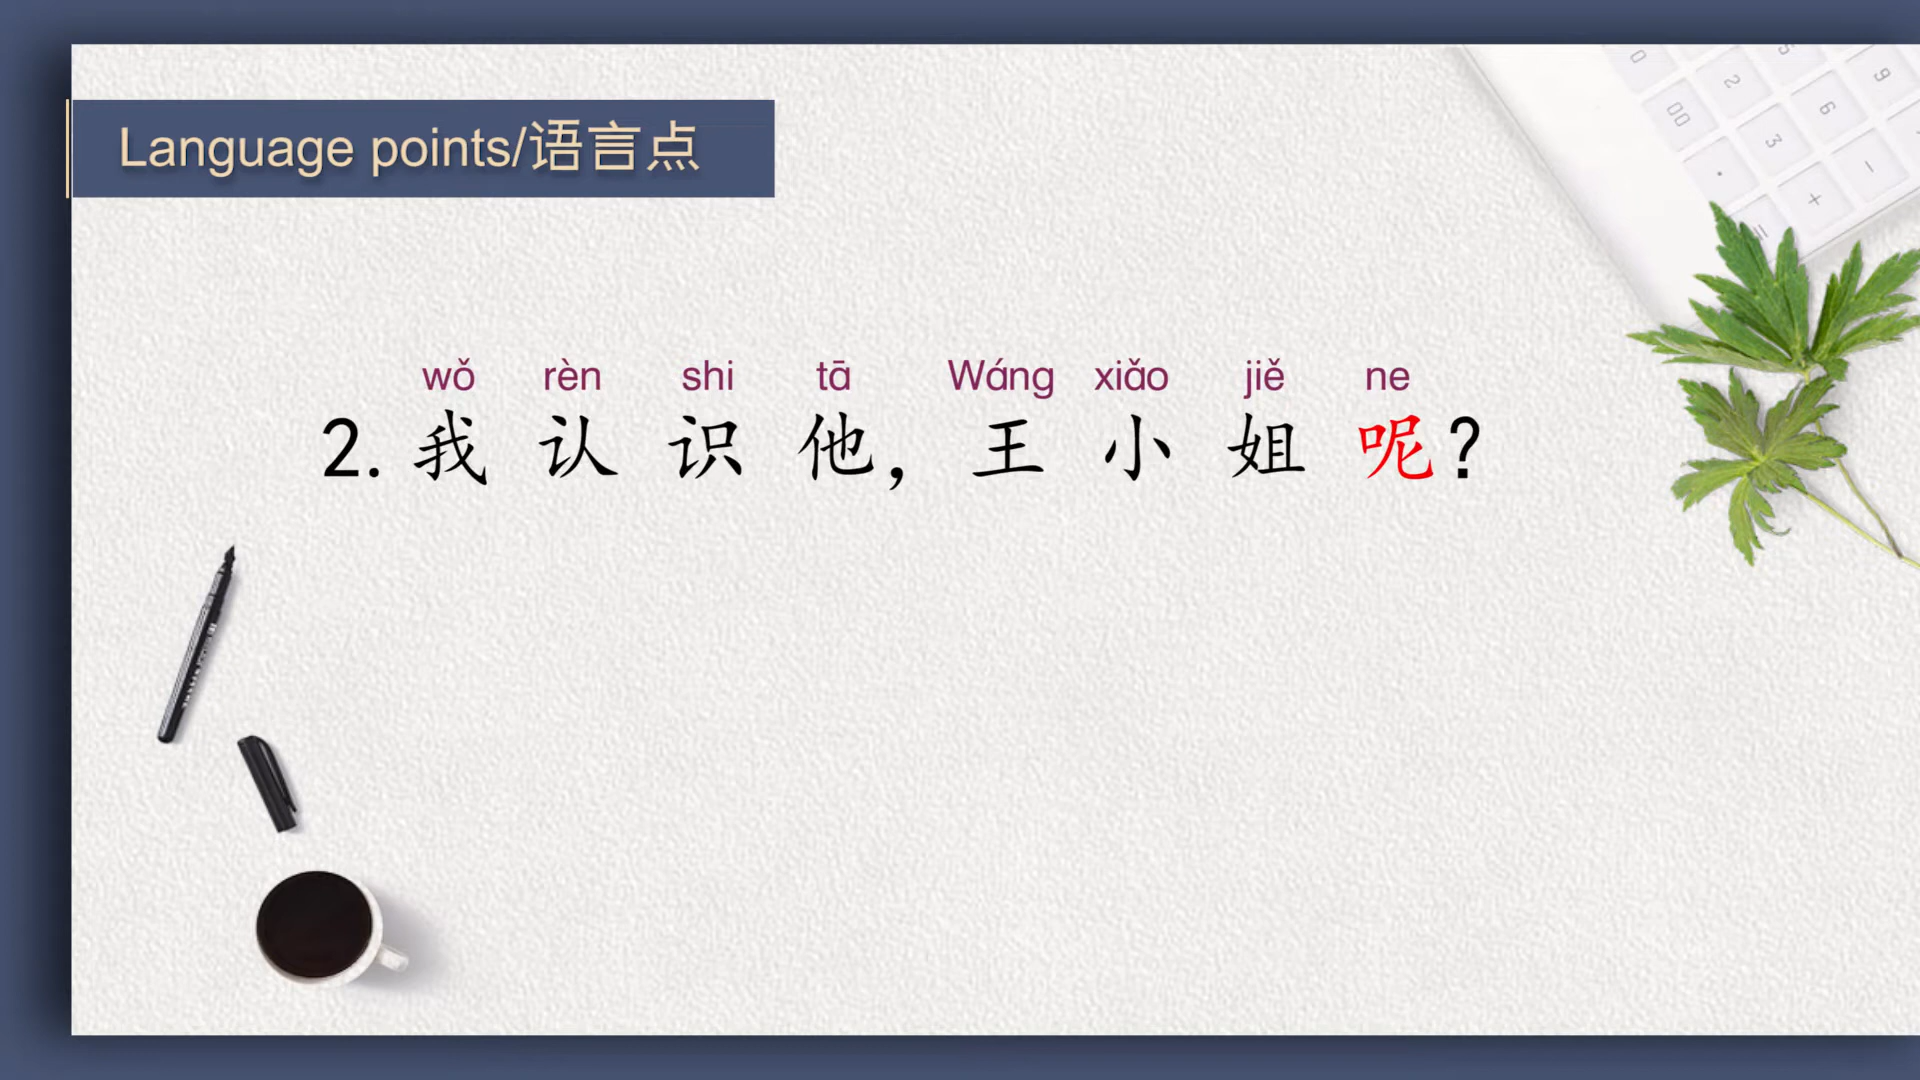 Language points/语言点
wǒ rèn shi tā Wáng xiǎo jiě ne
2. 我 认 识 他, 王 小 姐 呢?